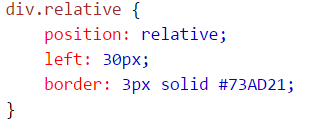 div.relative {
    position: relative;
    left: 30px;
    border: 3px solid #73AD21;
}